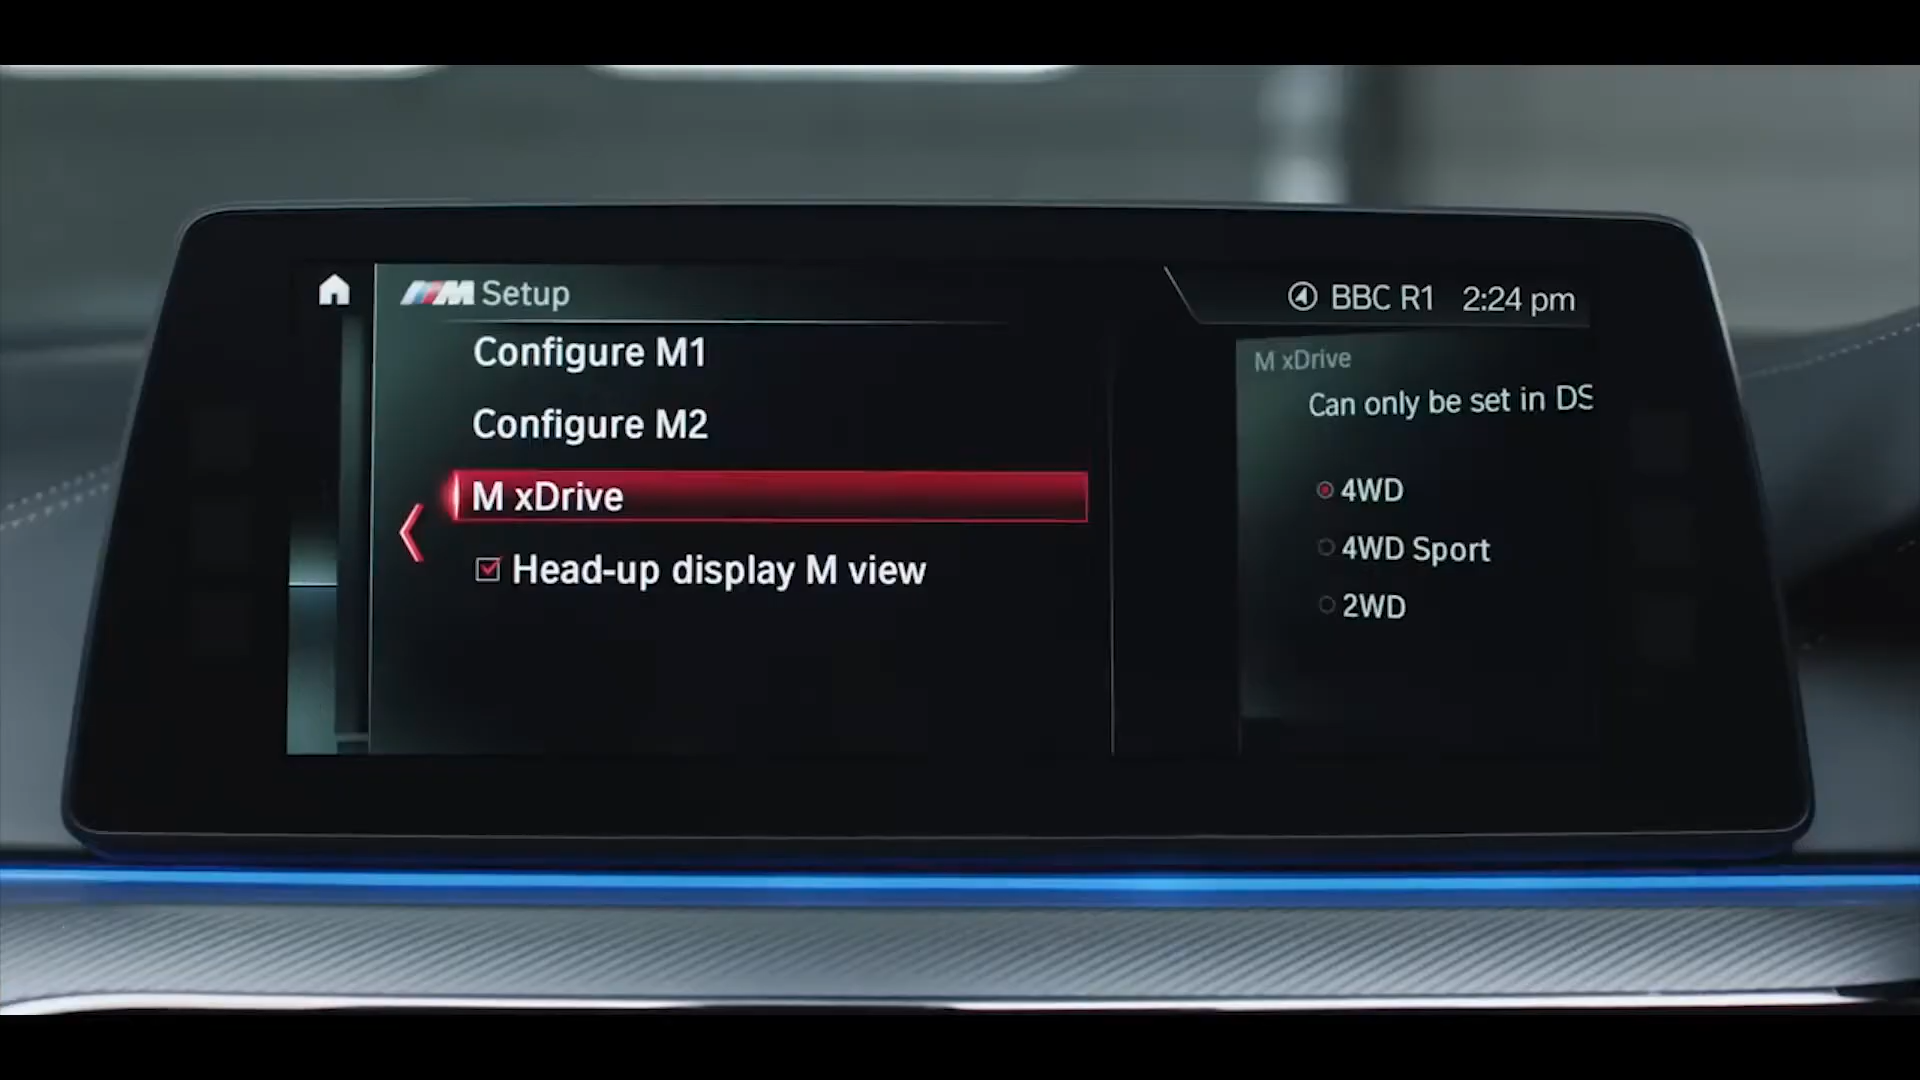 M Setup
BBC R1 2:24 pm
Configure M1
Configure M2
M xDrive
Head-up display M view
M xDrive
Can only be set in DS
4WD
4WD Sport
2WD